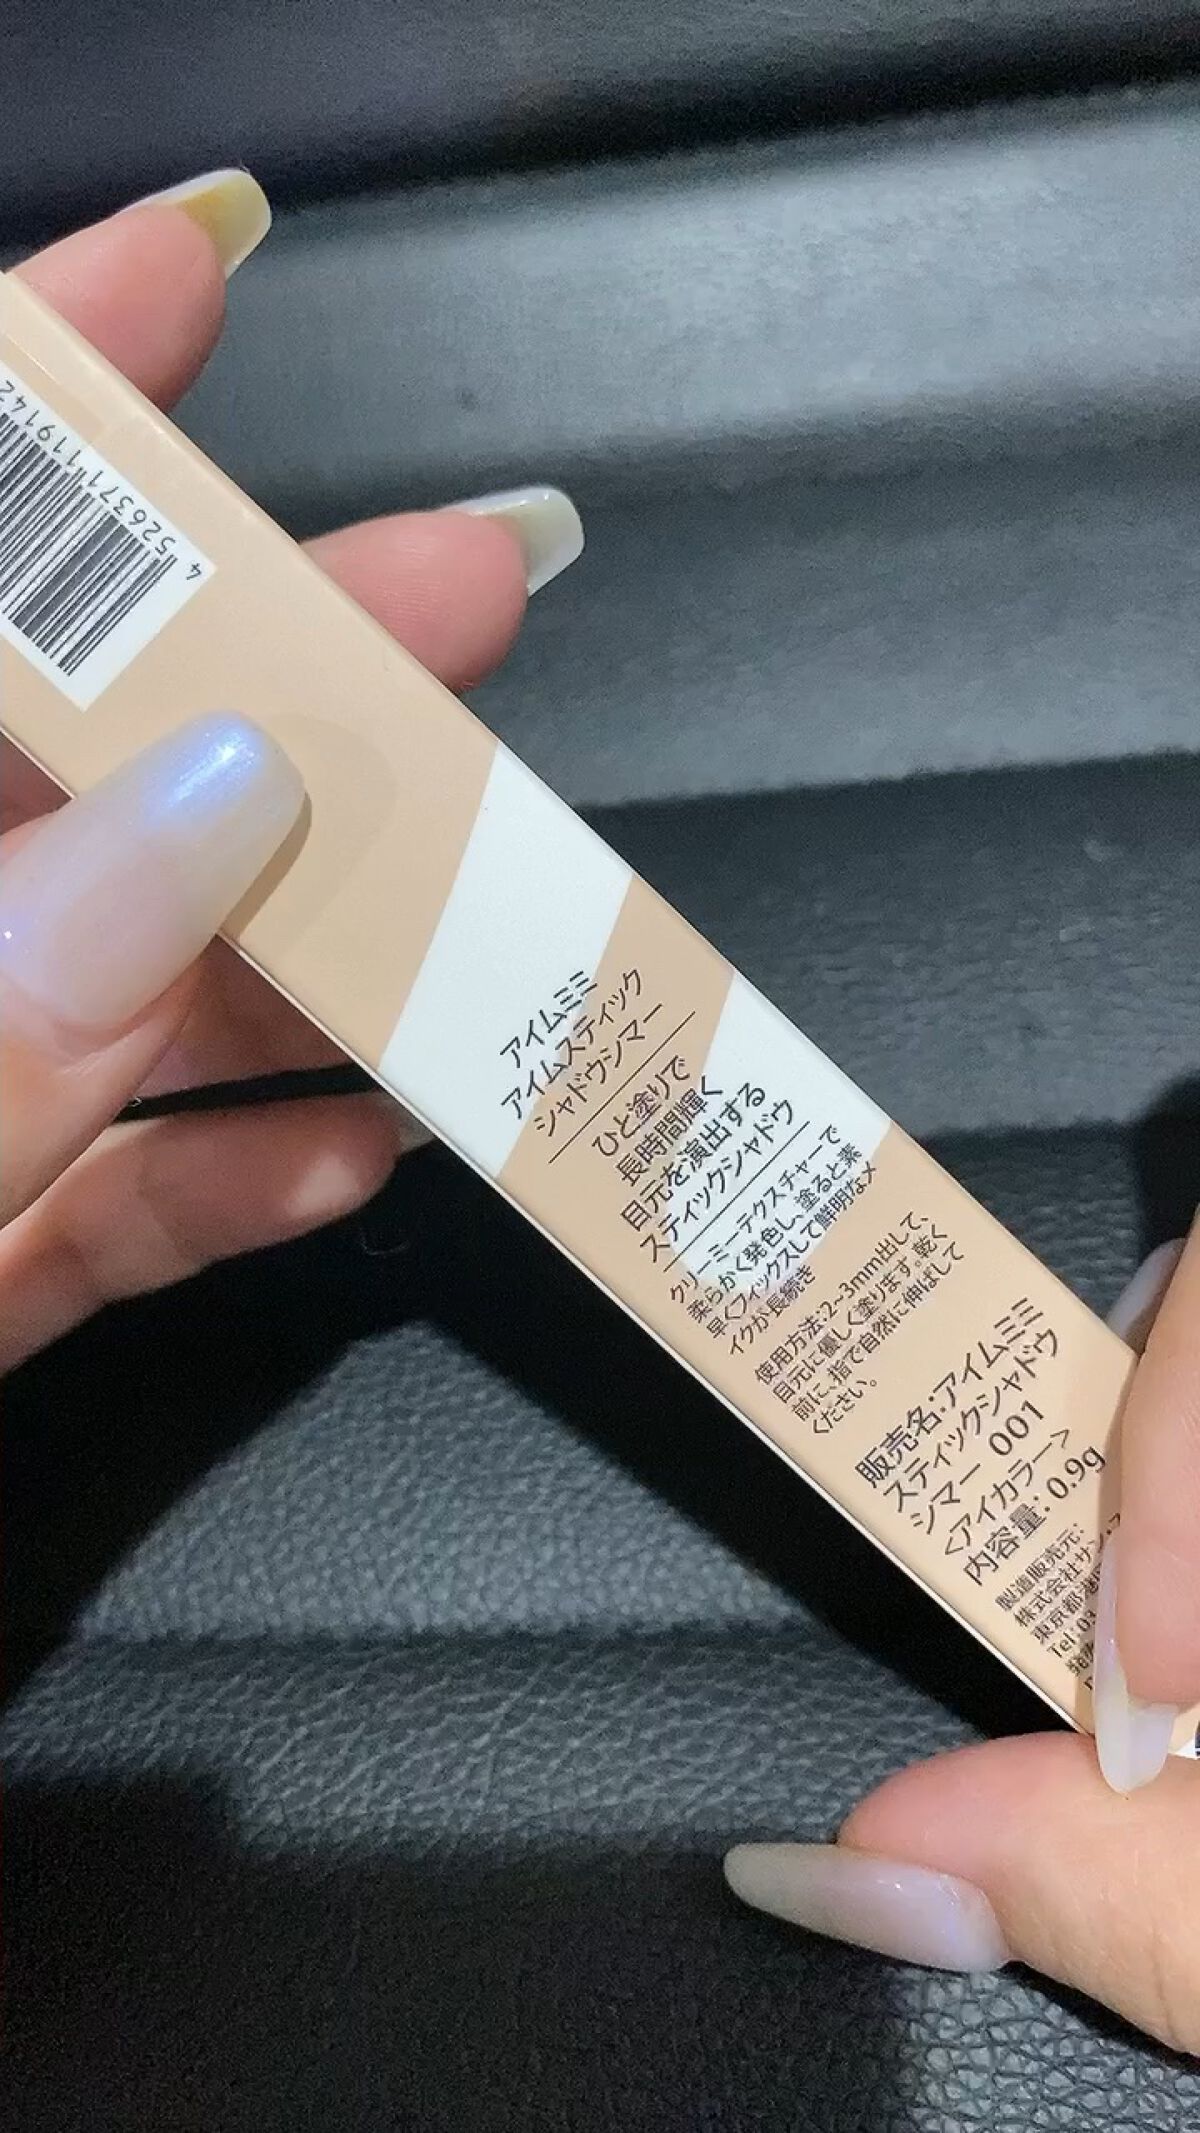 4 526371 119142
アイムミミ
アイムスティック
シャドウシマー
ひと塗りで
長時間輝く
目元を演出する
スティックシャドウ
クリーミーテクスチャーで
柔らかく発色し、塗ると素
早くフィックスして鮮明なメ
イクが長続き
使用方法:2~3mm出して、
目元に優しく塗ります。乾く
前に、指で自然に伸ばして
ください。
販売名:アイムミミ
スティックシャドウ
シマー 001
<アイカラー>
内容量: 0.9g
製造販売元:
株式会社サン・
東京都港
Tel: 03